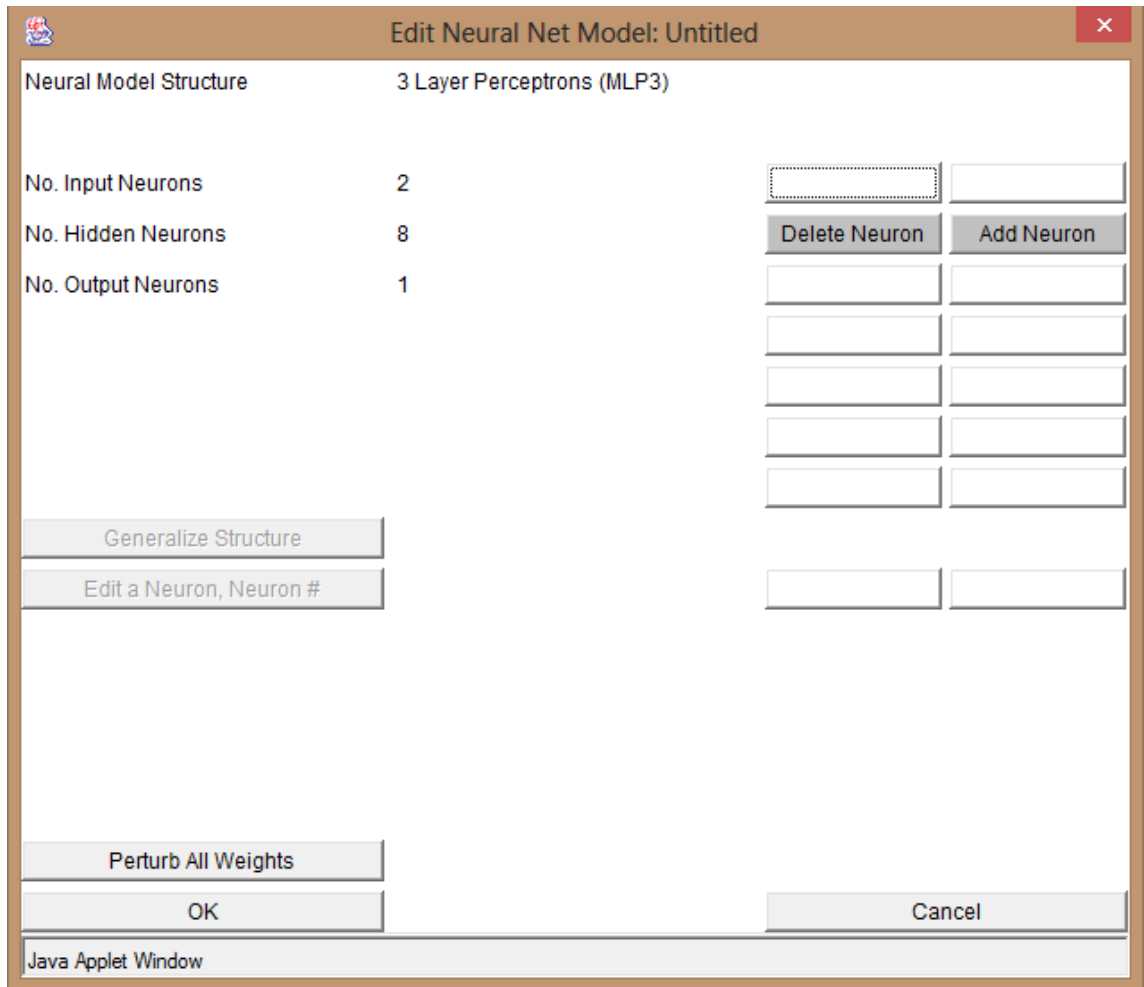 Edit Neural Net Model: Untitled
Neural Model Structure 3 Layer Perceptrons (MLP3)
No. Input Neurons 2
No. Hidden Neurons 8 Delete Neuron Add Neuron
No. Output Neurons 1
Generalize Structure
Edit a Neuron, Neuron #
Perturb All Weights
OK Cancel
Java Applet Window